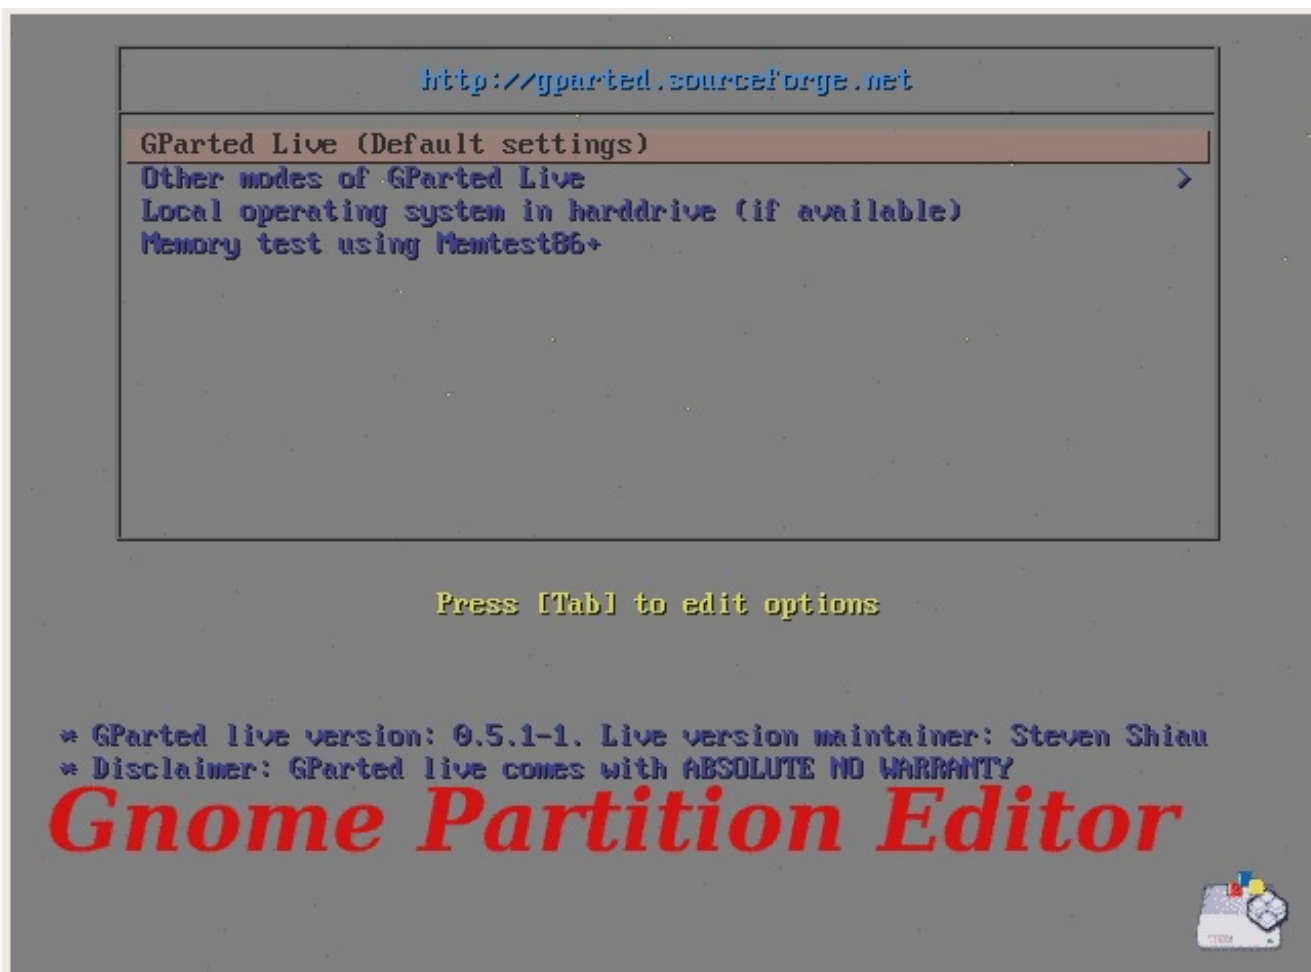 http://gparted.sourceforge.net
GParted Live (Default settings)
Other modes of GParted Live >
Local operating system in harddrive (if available)
Memory test using Memtest86+
Press [Tab] to edit options
* GParted live version: 0.5.1-1. Live version maintainer: Steven Shiau
* Disclaimer: GParted live comes with ABSOLUTE NO WARRANTY
Gnome Partition Editor